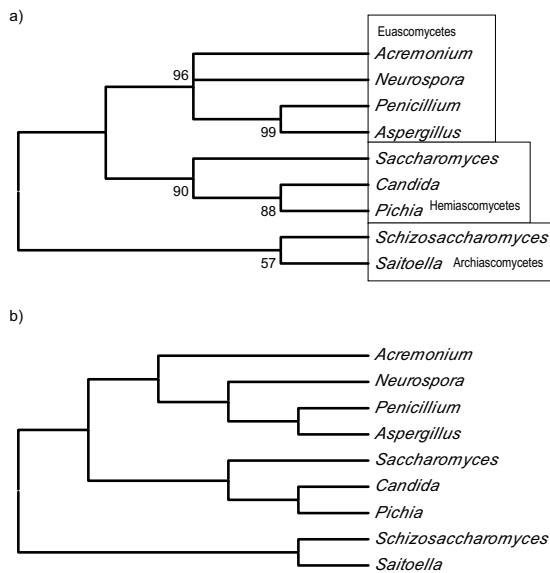 a)
Euascomycetes
Acremonium
96
Neurospora
Penicillium
99
Aspergillus
Saccharomyces
90
Candida
88
Pichia Hemiascomycetes
Schizosaccharomyces
57
Saitoella Archiascomycetes
b)
Acremonium
Neurospora
Penicillium
Aspergillus
Saccharomyces
Candida
Pichia
Schizosaccharomyces
Saitoella